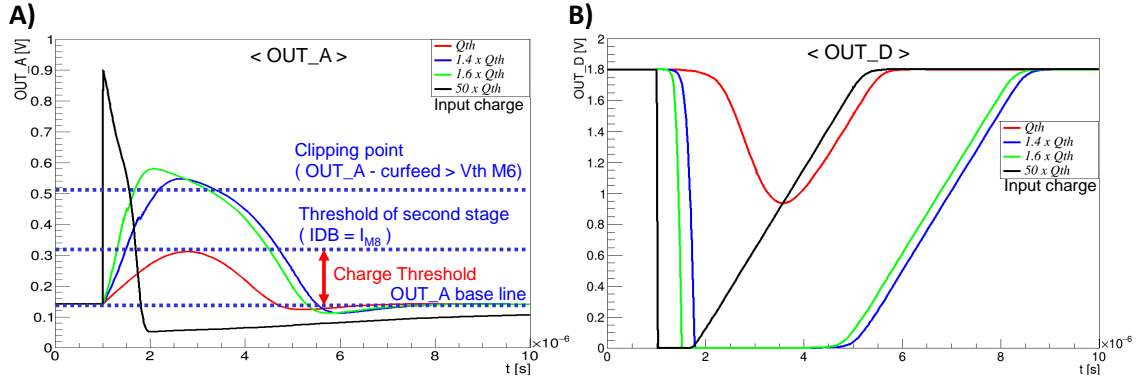 A)
OUT_A [V]
< OUT_A >
1
0.9
0.8
0.7
0.6
0.5
0.4
0.3
0.2
0.1
0
Qth
1.4 x Qth
1.6 x Qth
50 x Qth
Input charge
Clipping point
( OUT_A - curfeed > Vth M6)
Threshold of second stage
( IDB = I_M8 )
Charge Threshold
OUT_A base line
0 2 4 6 8 10
×10⁻⁶
t [s]
B)
OUT_D [V]
< OUT_D >
2
1.8
1.6
1.4
1.2
1
0.8
0.6
0.4
0.2
0
Qth
1.4 x Qth
1.6 x Qth
50 x Qth
Input charge
0 2 4 6 8 10
×10⁻⁶
t [s]